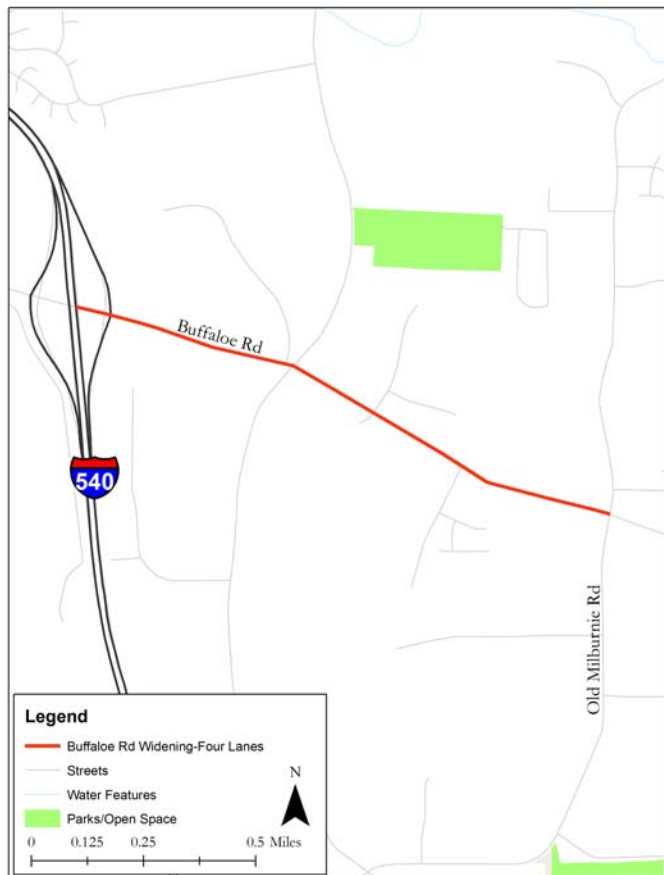 Buffaloe Rd
540
Old Milburnie Rd
Legend
Buffaloe Rd Widening-Four Lanes
Streets
Water Features
Parks/Open Space
N
0 0.125 0.25 0.5 Miles